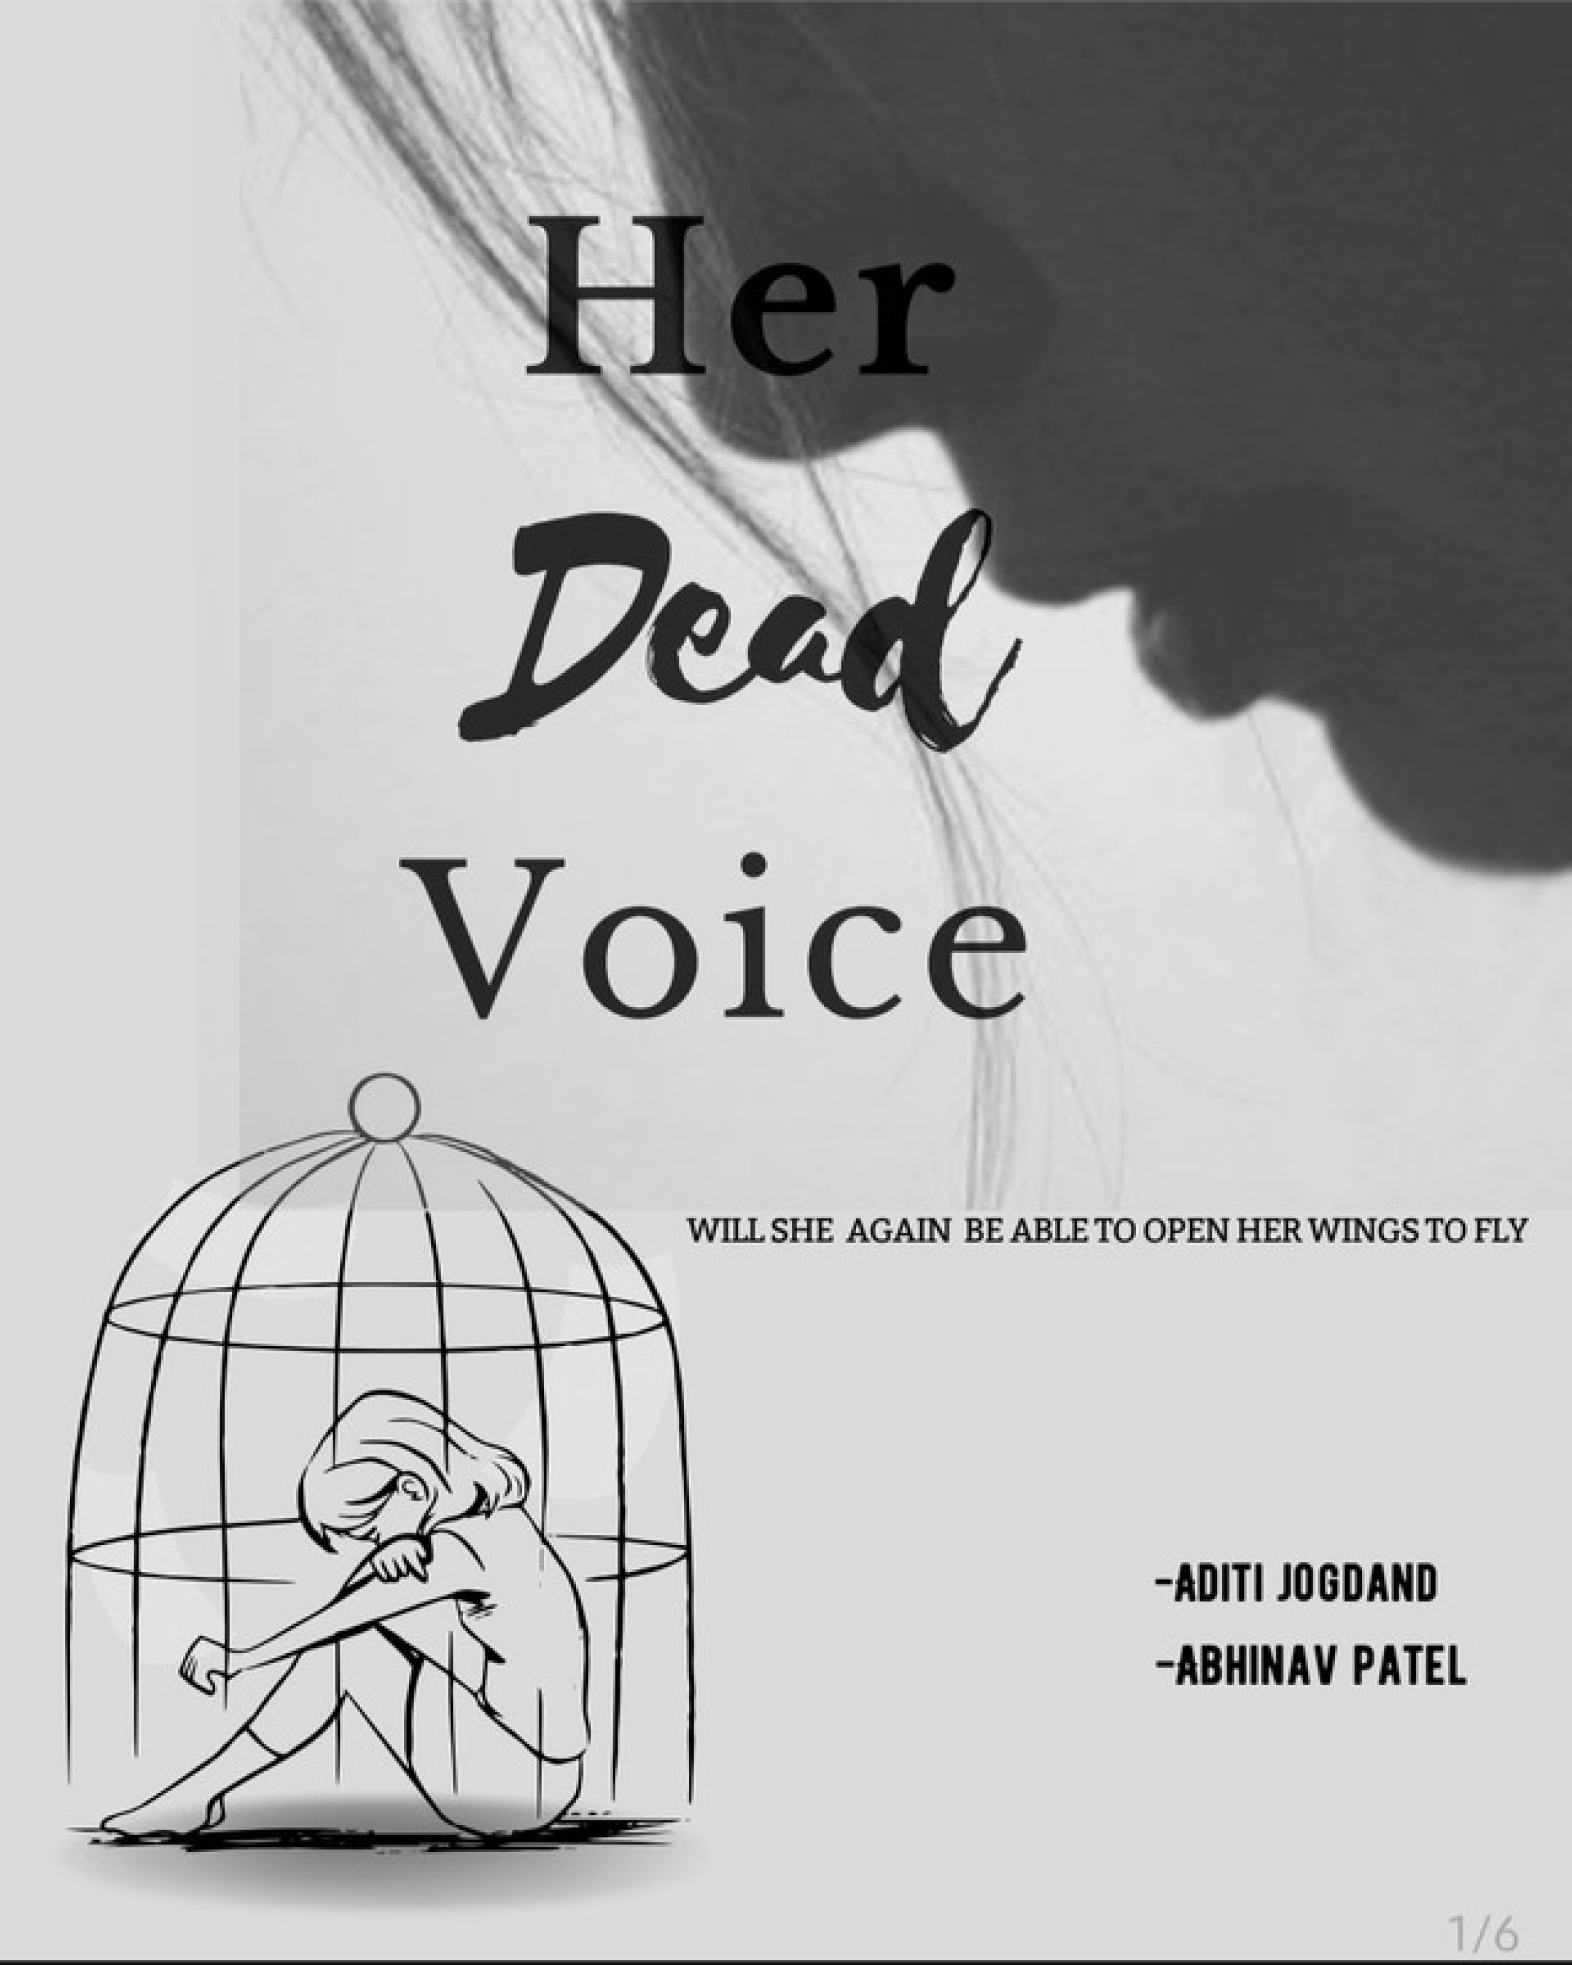 Her
Dead
Voice
WILL SHE AGAIN BE ABLE TO OPEN HER WINGS TO FLY
-ADITI JOGDAND
-ABHINAV PATEL
1/6